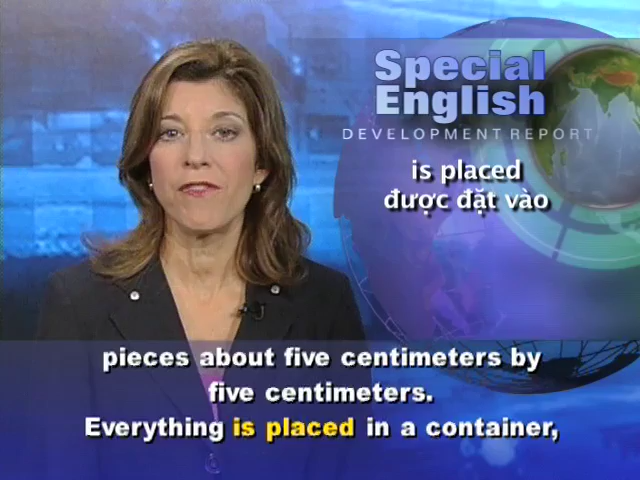 Special
English
DEVELOPMENT REPORT
is placed
được đặt vào
pieces about five centimeters by
five centimeters.
Everything is placed in a container,